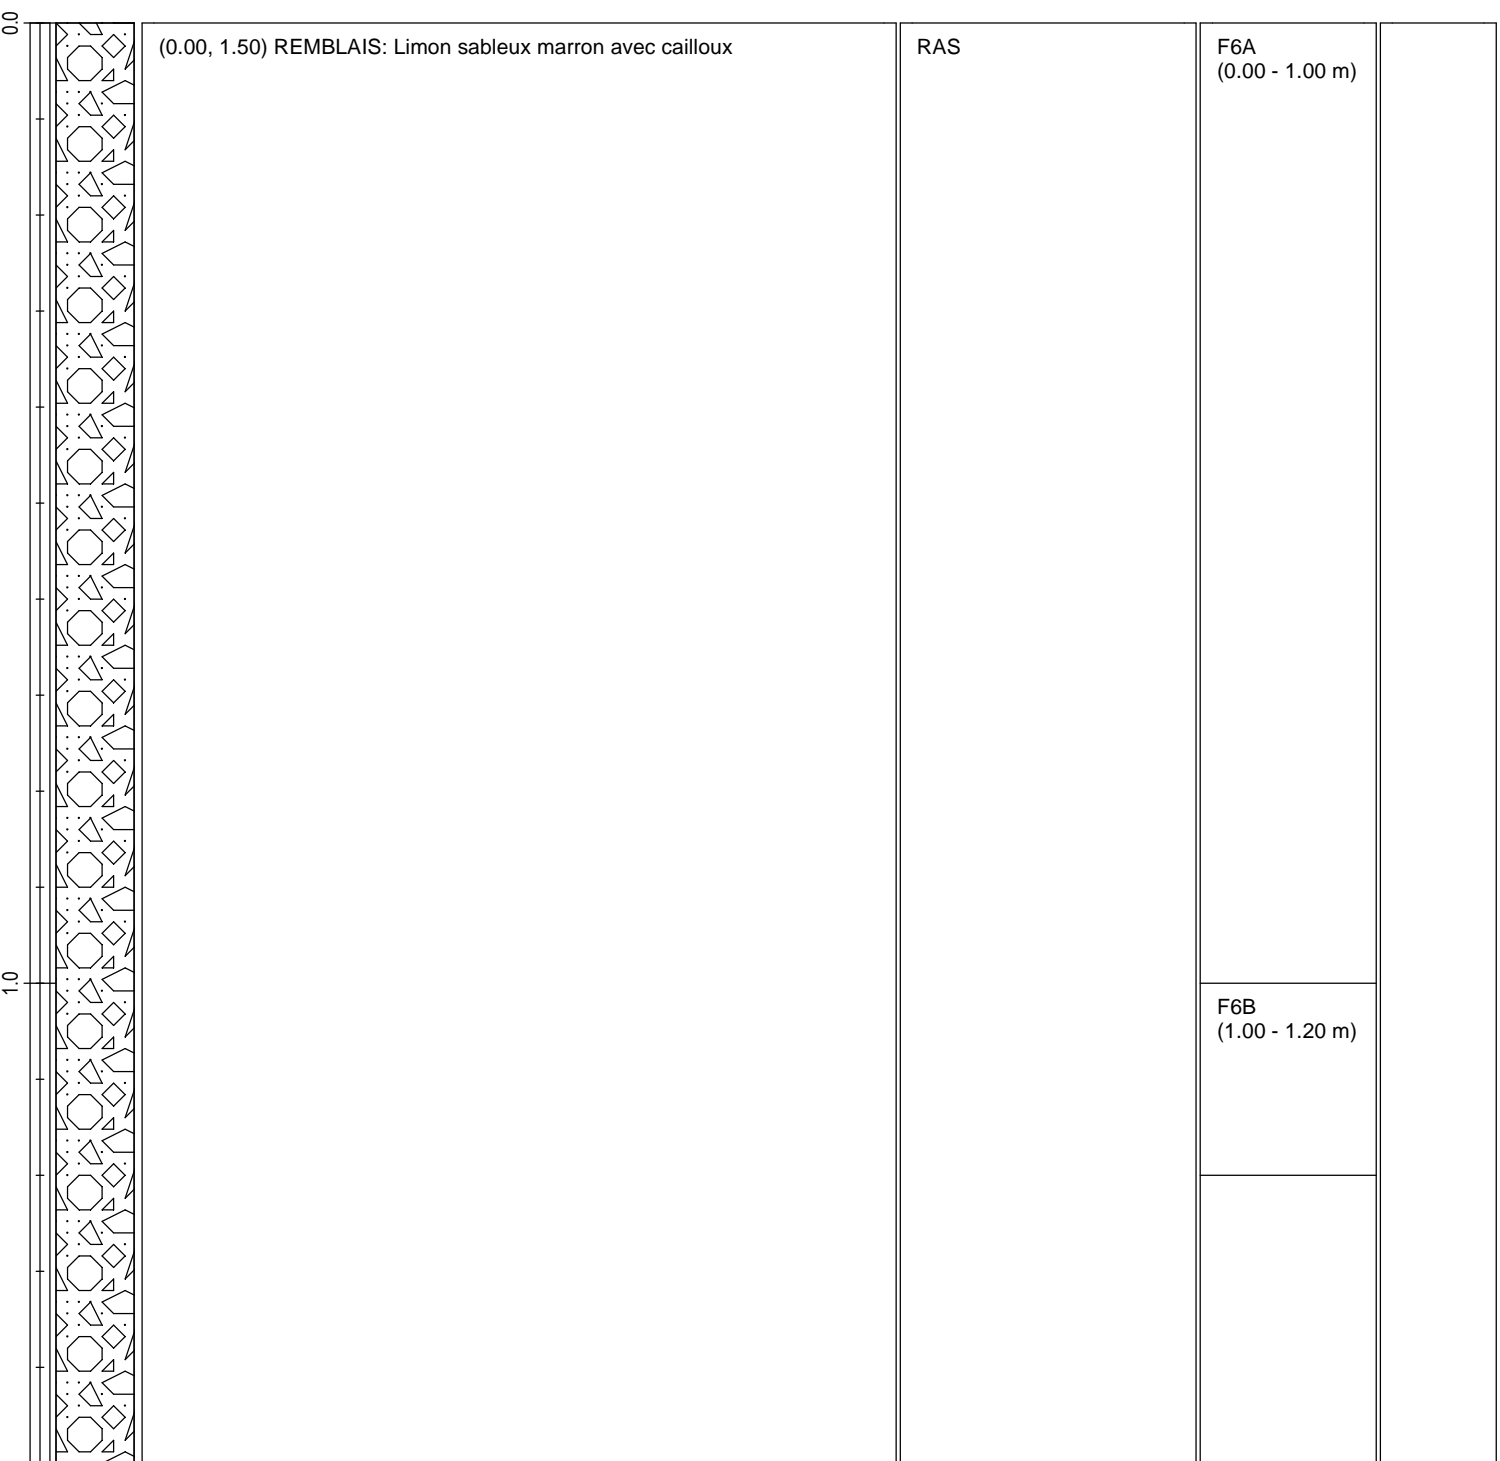 0.0
(0.00, 1.50) REMBLAIS: Limon sableux marron avec cailloux
RAS
F6A
(0.00 - 1.00 m)
1.0
F6B
(1.00 - 1.20 m)